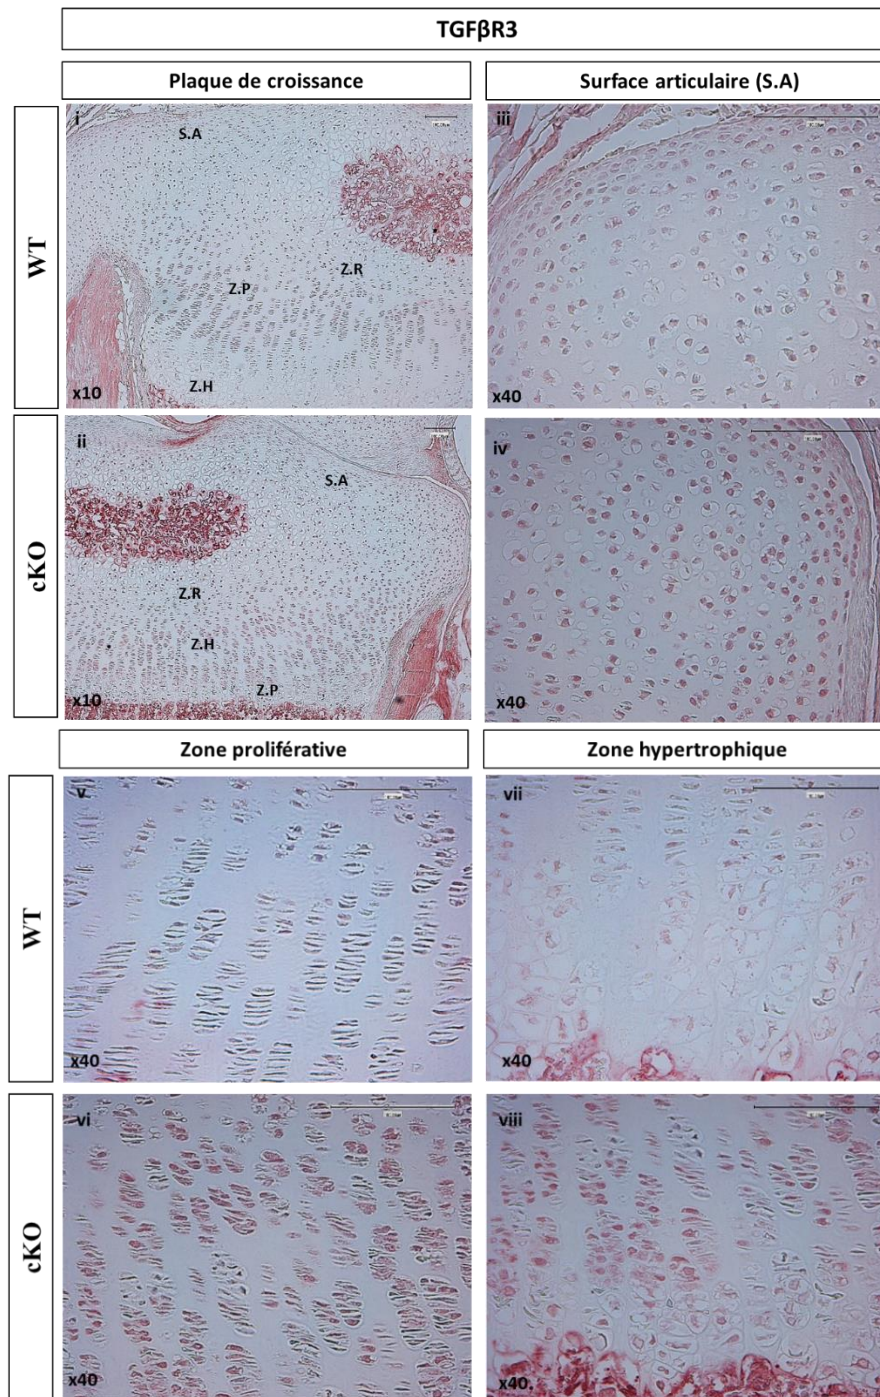 TGFβR3
Plaque de croissance
Surface articulaire (S.A)
WT
i
S.A
Z.R
Z.P
Z.H
x10
iii
x40
cKO
ii
S.A
Z.R
Z.H
Z.P
x10
iv
x40
Zone proliférative
Zone hypertrophique
WT
v
x40
vii
x40
cKO
vi
x40
viii
x40